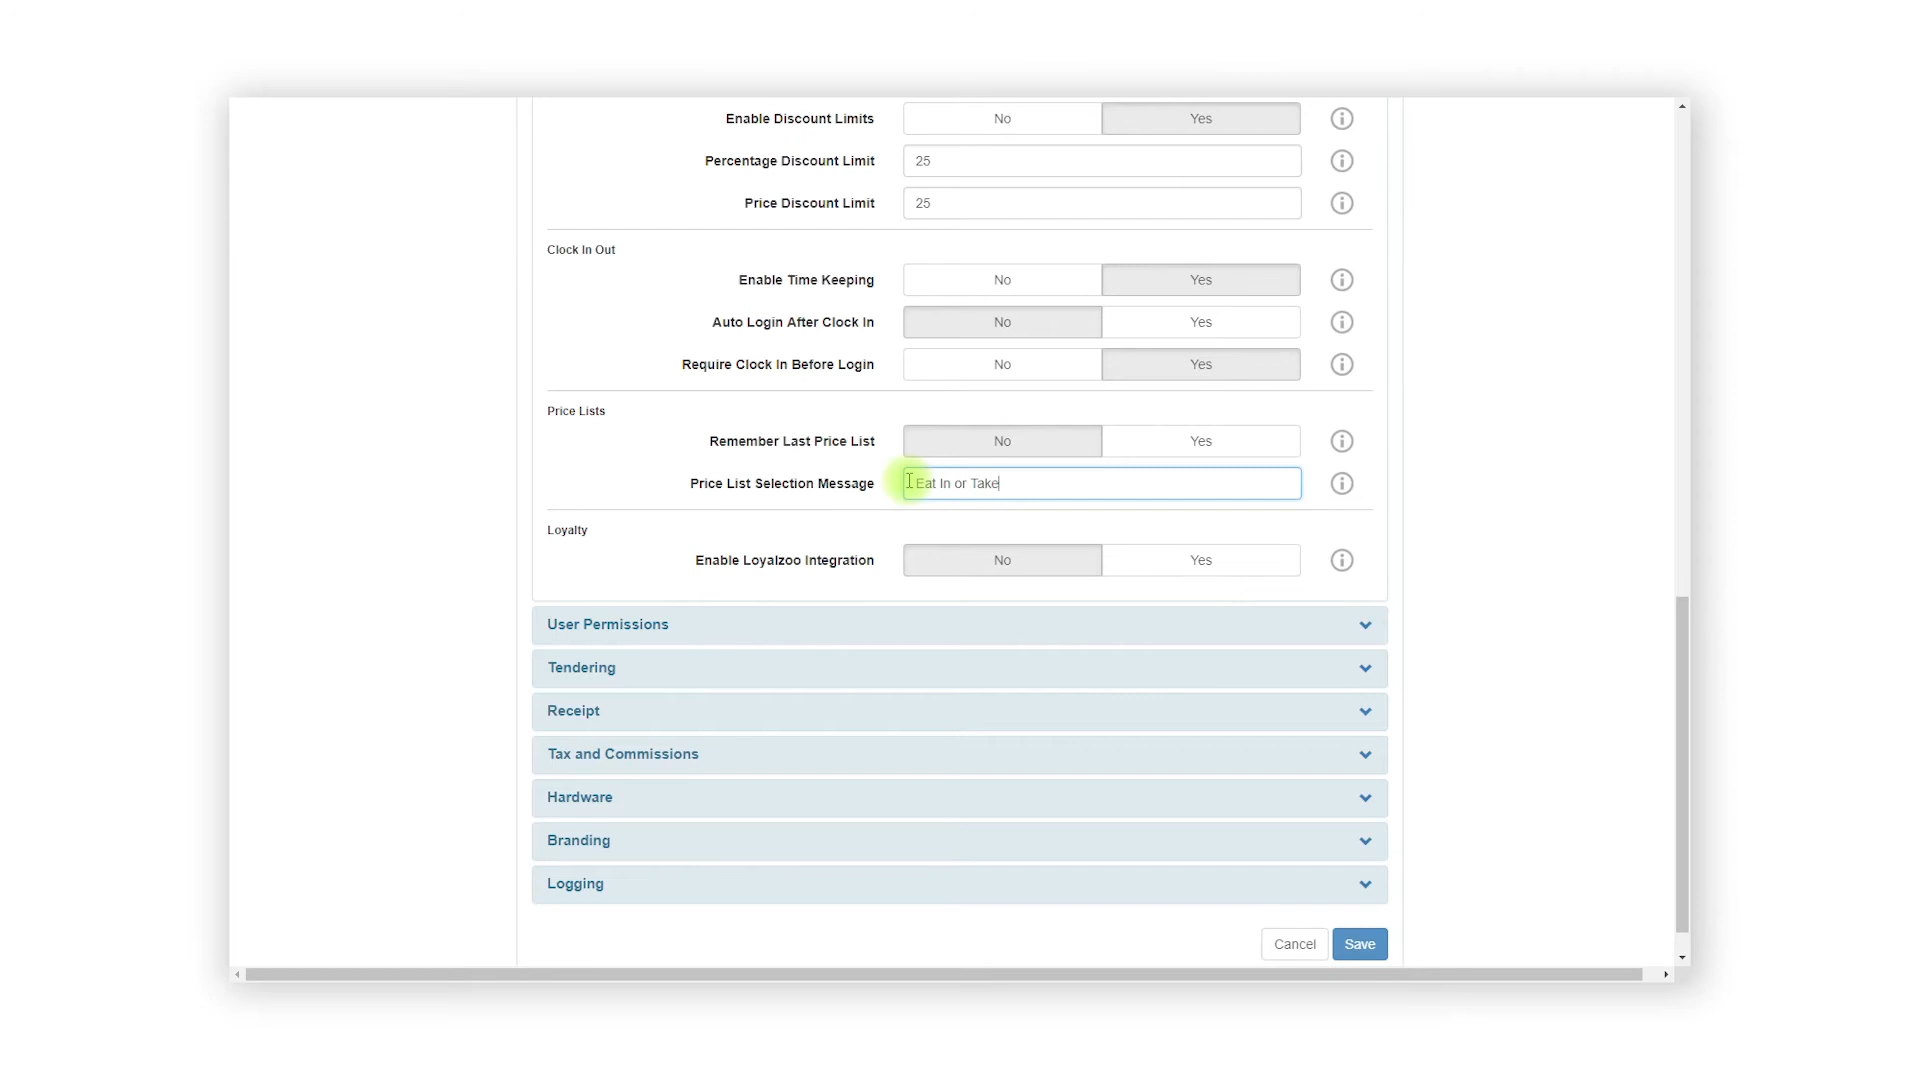 Enable Discount Limits No Yes
Percentage Discount Limit 25
Price Discount Limit 25
Clock In Out
Enable Time Keeping No Yes
Auto Login After Clock In No Yes
Require Clock In Before Login No Yes
Price Lists
Remember Last Price List No Yes
Price List Selection Message Eat In or Take
Loyalty
Enable Loyalzoo Integration No Yes
User Permissions
Tendering
Receipt
Tax and Commissions
Hardware
Branding
Logging
Cancel Save